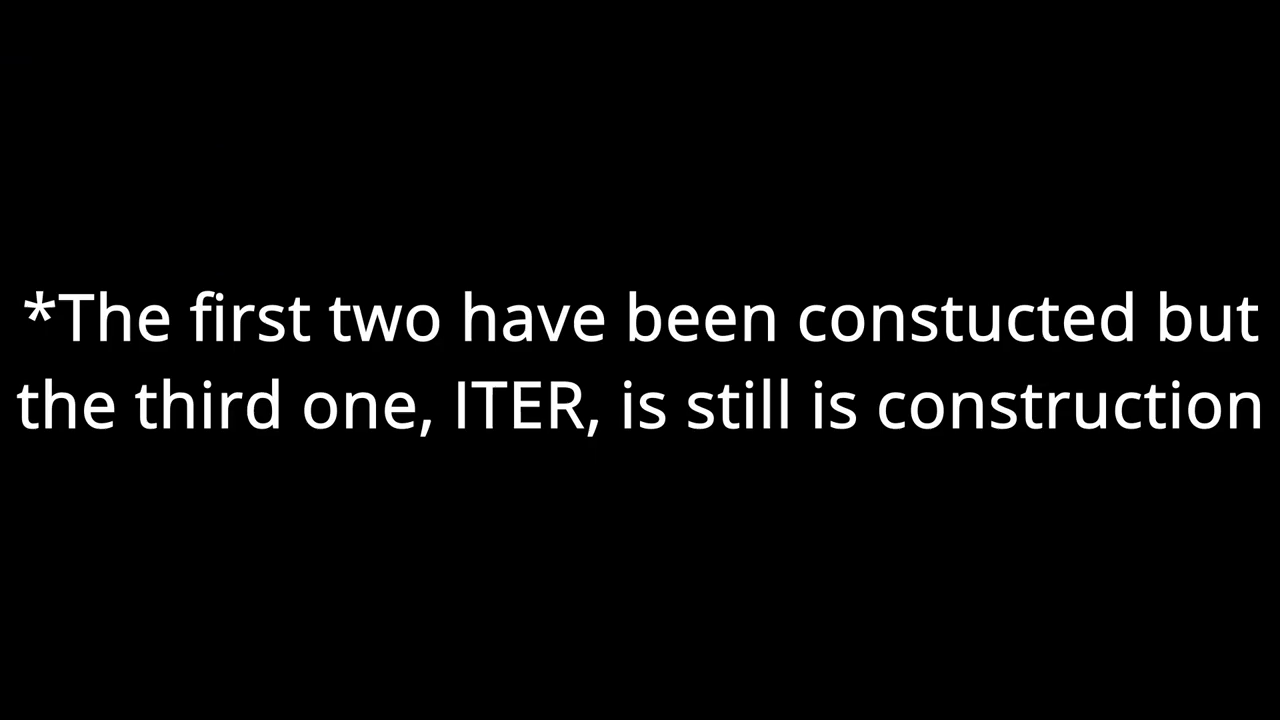 *The first two have been constucted but
the third one, ITER, is still is construction